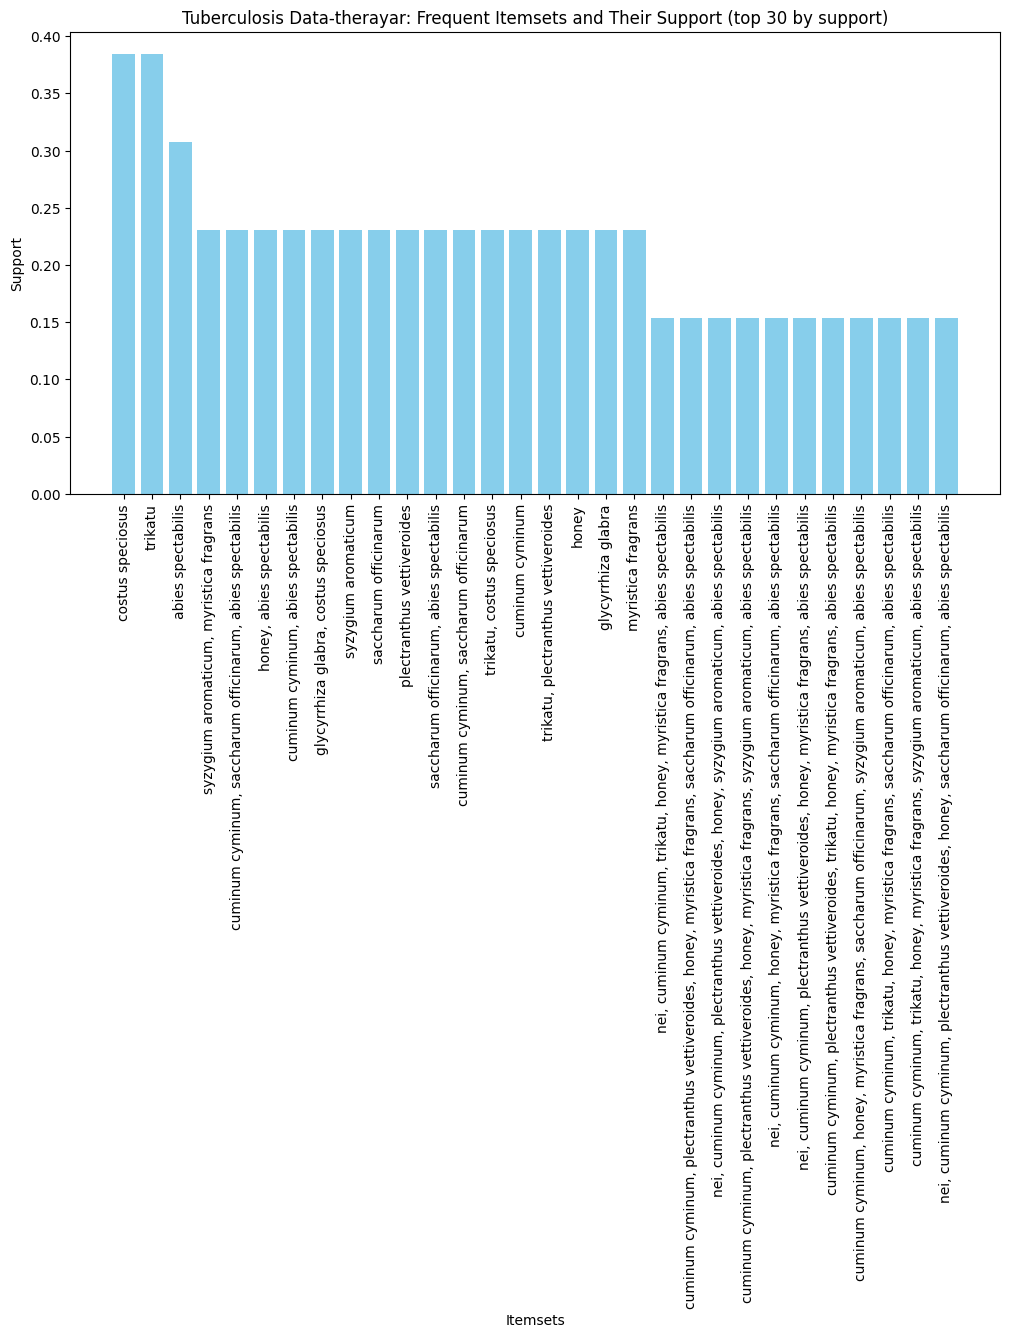 Tuberculosis Data-therayar: Frequent Itemsets and Their Support (top 30 by support)
Support
0.40
0.35
0.30
0.25
0.20
0.15
0.10
0.05
0.00
costus speciosus
trikatu
abies spectabilis
syzygium aromaticum, myristica fragrans
cuminum cyminum, saccharum officinarum, abies spectabilis
honey, abies spectabilis
cuminum cyminum, abies spectabilis
glycyrrhiza glabra, costus speciosus
syzygium aromaticum
saccharum officinarum
plectranthus vettiveroides
saccharum officinarum, abies spectabilis
cuminum cyminum, saccharum officinarum
trikatu, costus speciosus
cuminum cyminum
trikatu, plectranthus vettiveroides
honey
glycyrrhiza glabra
myristica fragrans
nei, cuminum cyminum, trikatu, honey, myristica fragrans, abies spectabilis
cuminum cyminum, plectranthus vettiveroides, honey, myristica fragrans, saccharum officinarum, abies spectabilis
nei, cuminum cyminum, plectranthus vettiveroides, honey, syzygium aromaticum, abies spectabilis
cuminum cyminum, plectranthus vettiveroides, honey, myristica fragrans, syzygium aromaticum, abies spectabilis
nei, cuminum cyminum, honey, myristica fragrans, saccharum officinarum, abies spectabilis
nei, cuminum cyminum, plectranthus vettiveroides, honey, myristica fragrans, abies spectabilis
cuminum cyminum, plectranthus vettiveroides, trikatu, honey, myristica fragrans, abies spectabilis
cuminum cyminum, honey, myristica fragrans, saccharum officinarum, syzygium aromaticum, abies spectabilis
cuminum cyminum, trikatu, honey, myristica fragrans, saccharum officinarum, abies spectabilis
cuminum cyminum, trikatu, honey, myristica fragrans, syzygium aromaticum, abies spectabilis
nei, cuminum cyminum, plectranthus vettiveroides, honey, saccharum officinarum, abies spectabilis
Itemsets